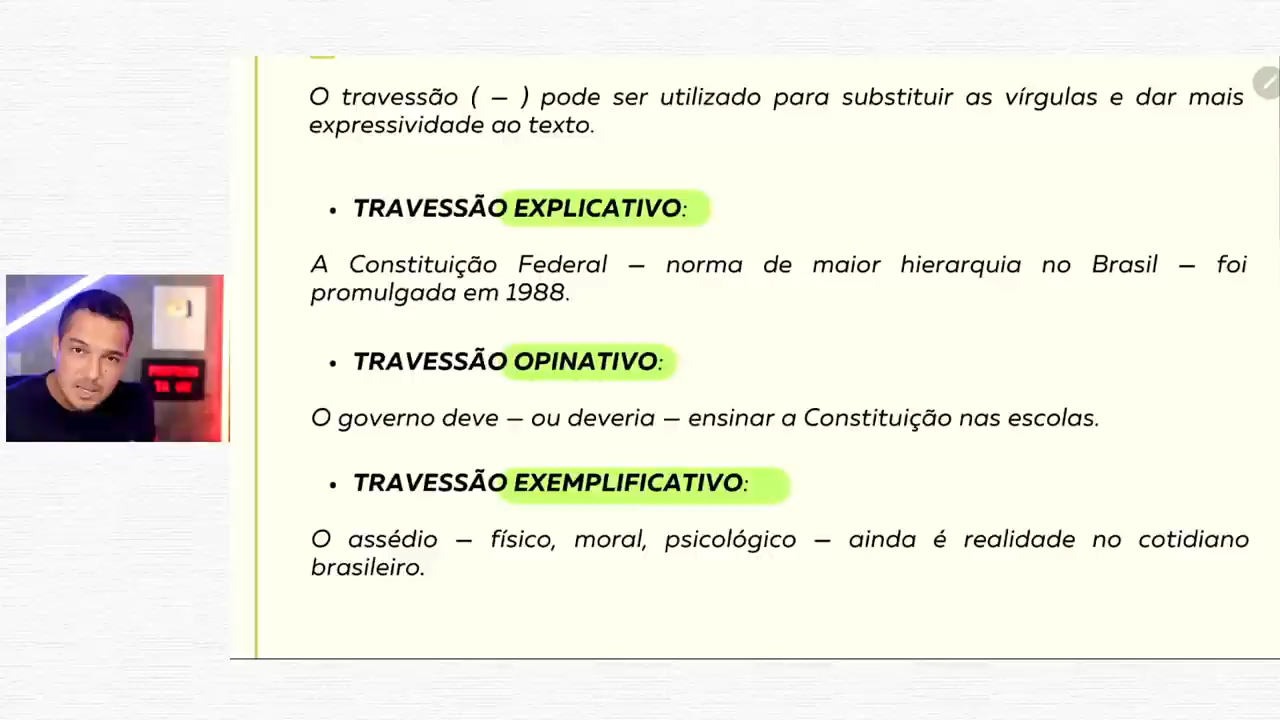 O travessão ( – ) pode ser utilizado para substituir as vírgulas e dar mais
expressividade ao texto.
• TRAVESSÃO EXPLICATIVO:
A Constituição Federal – norma de maior hierarquia no Brasil – foi
promulgada em 1988.
• TRAVESSÃO OPINATIVO:
O governo deve – ou deveria – ensinar a Constituição nas escolas.
• TRAVESSÃO EXEMPLIFICATIVO:
O assédio – físico, moral, psicológico – ainda é realidade no cotidiano
brasileiro.